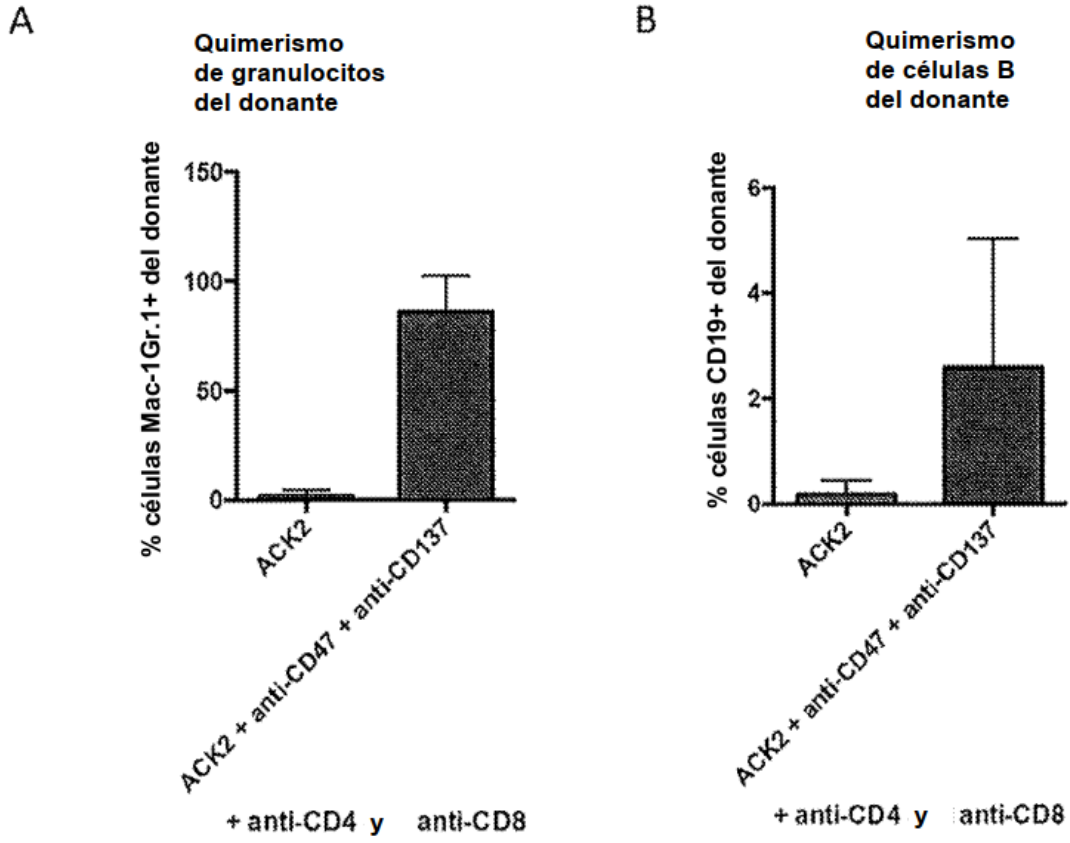 A
Quimerismo
de granulocitos
del donante
% células Mac-1Gr.1+ del donante
150
100
50
0
ACK2
ACK2 + anti-CD47 + anti-CD137
+ anti-CD4 y anti-CD8
B
Quimerismo
de células B
del donante
% células CD19+ del donante
6
4
2
0
ACK2
ACK2 + anti-CD47 + anti-CD137
+ anti-CD4 y anti-CD8